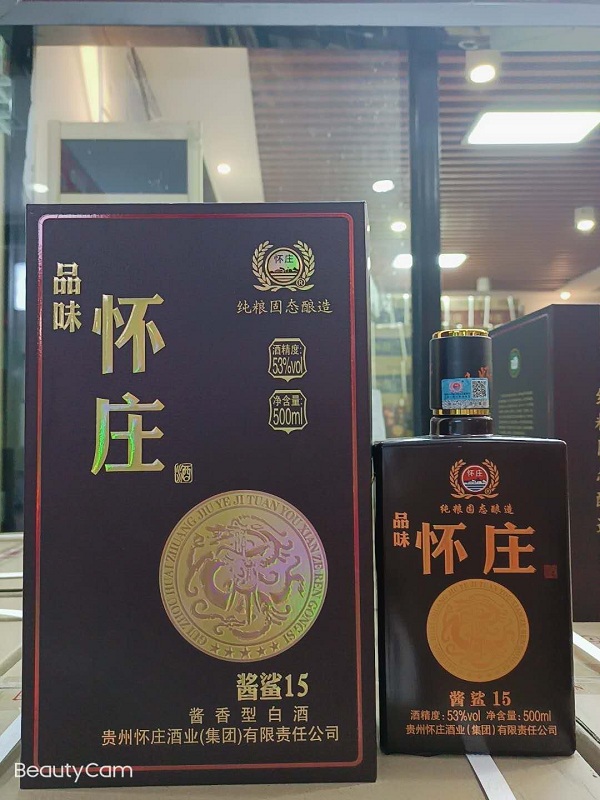 品味
怀庄
酒
怀庄
纯粮固态酿造
酒精度:
53%vol
净含量:
500ml
GUIZHOU HUAI ZHUANG JIU YE JI TUAN YOU XIAN ZE REN GONG SI
酱鲨15
酱香型白酒
贵州怀庄酒业(集团)有限责任公司
怀庄
纯粮固态酿造
品味
怀庄
酱鲨 15
酒精度:53%vol 净含量:500ml
贵州怀庄酒业(集团)有限责任公司
BeautyCam